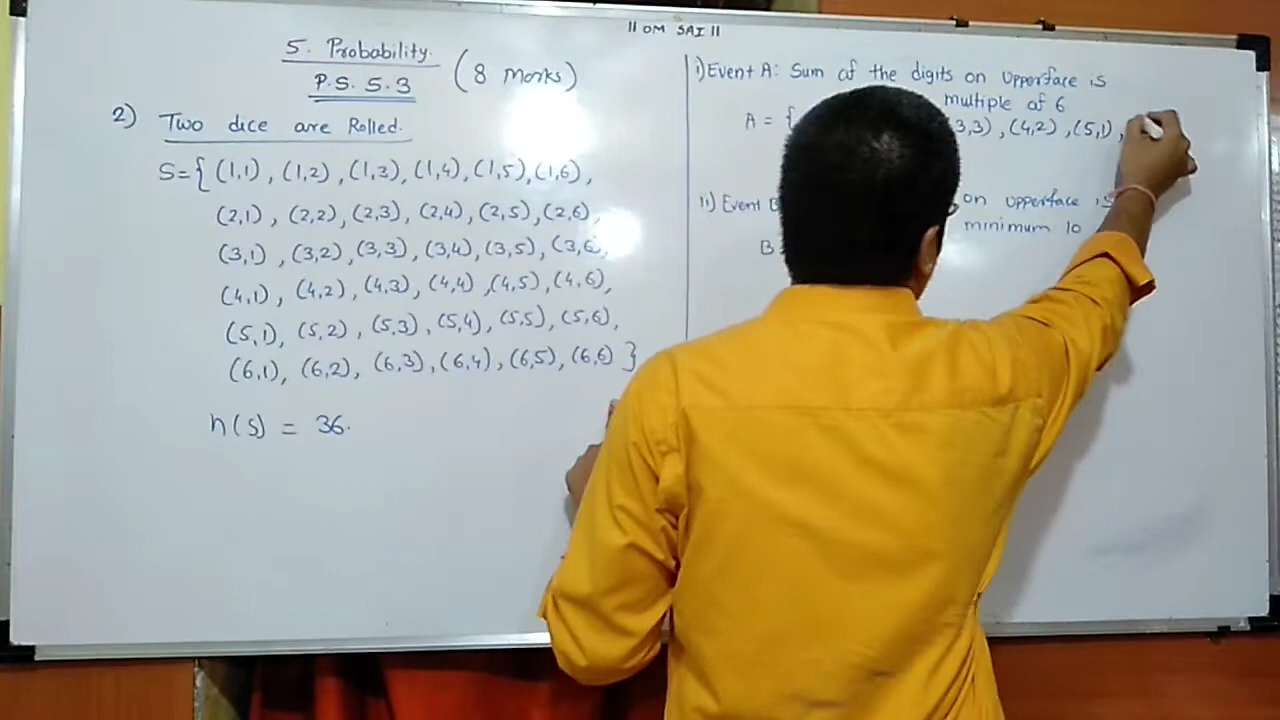 || OM SAI ||
5. Probability.
P.S. 5.3 (8 Marks)
2) Two dice are Rolled.
S={ (1,1), (1,2), (1,3), (1,4), (1,5), (1,6),
(2,1), (2,2), (2,3), (2,4), (2,5), (2,6),
(3,1), (3,2), (3,3), (3,4), (3,5), (3,6),
(4,1), (4,2), (4,3), (4,4), (4,5), (4,6),
(5,1), (5,2), (5,3), (5,4), (5,5), (5,6),
(6,1), (6,2), (6,3), (6,4), (6,5), (6,6) }
n(S) = 36.
i) Event A: Sum of the digits on Upperface is
multiple of 6
A = { 3,3), (4,2), (5,1),
ii) Event B on upperface is
minimum 10
B